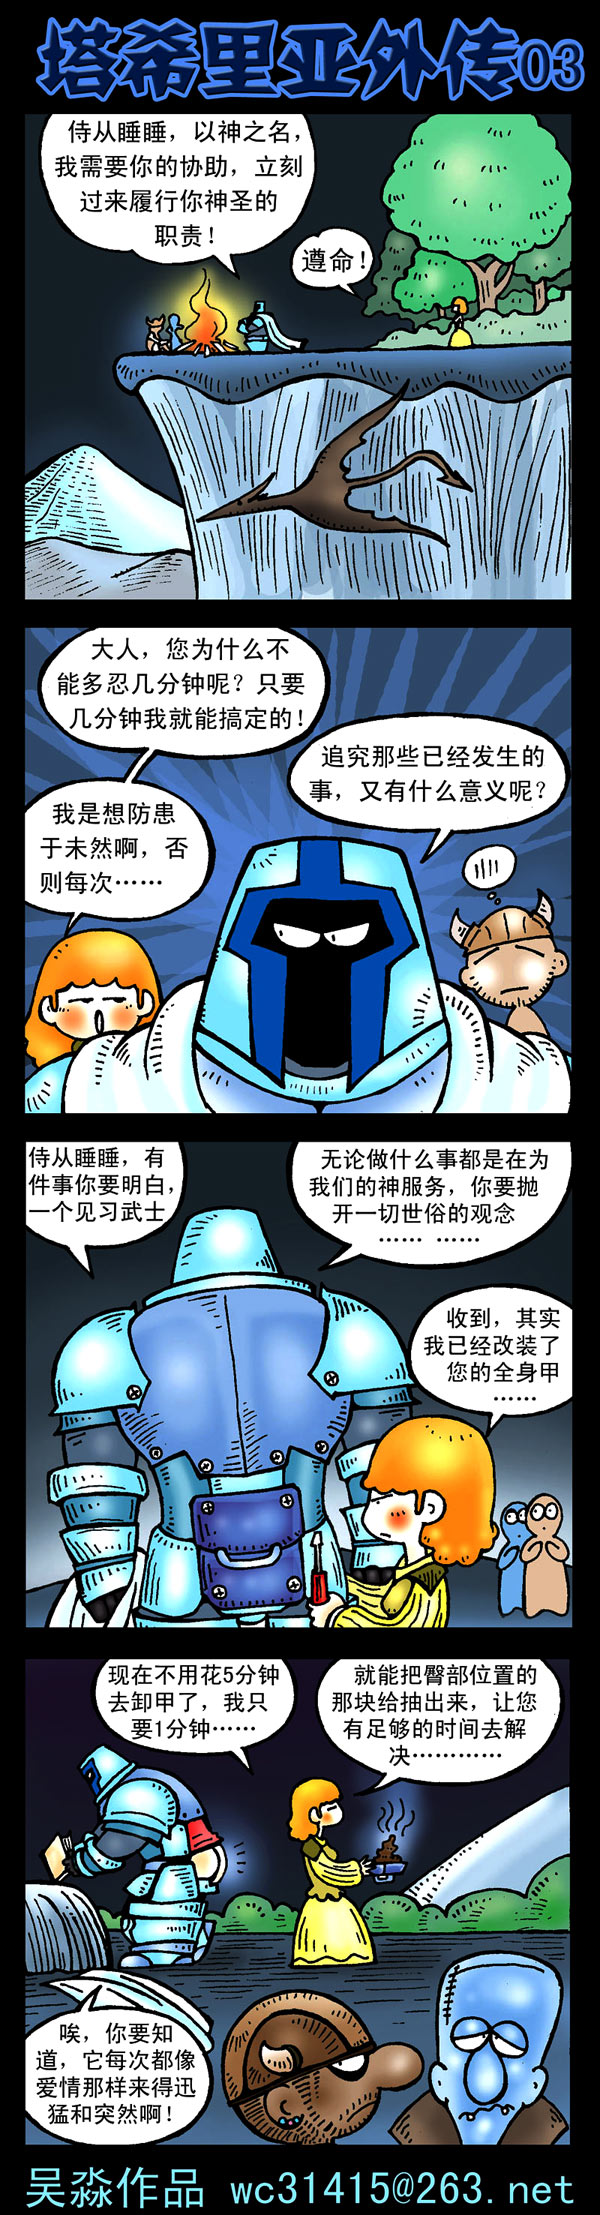 塔希里亚外传03
侍从睡睡，以神之名，
我需要你的协助，立刻
过来履行你神圣的
职责！
遵命！
大人，您为什么不
能多忍几分钟呢？只要
几分钟我就能搞定的！
追究那些已经发生的
事，又有什么意义呢？
我是想防患
于未然啊，否
则每次……
侍从睡睡，有
件事你要明白，
一个见习武士
无论做什么事都是在为
我们的神服务，你要抛
开一切世俗的观念
…… ……
收到，其实
我已经改装了
您的全身甲
……
现在不用花5分钟
去卸甲了，我只
要1分钟……
就能把臀部位置的
那块给抽出来，让您
有足够的时间去解
决…………
唉，你要知
道，它每次都像
爱情那样来得迅
猛和突然啊！
吴淼作品 wc31415@263.net